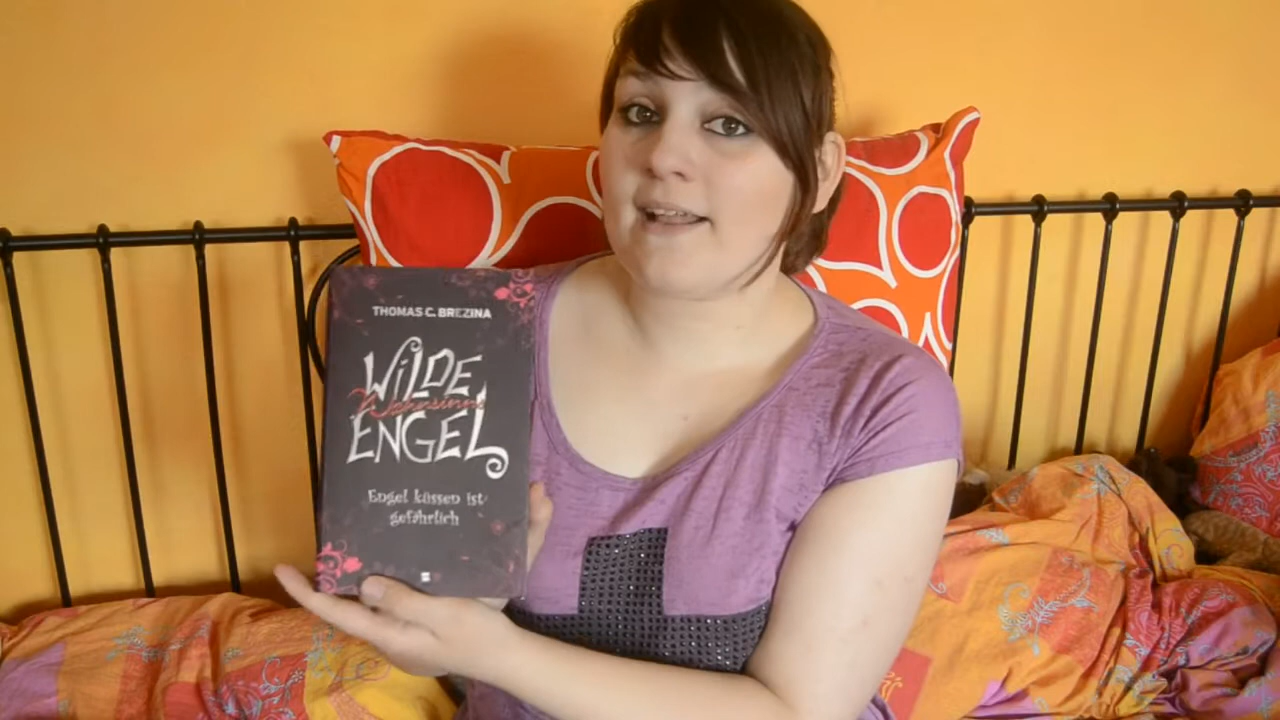 THOMAS C. BREZINA
WiLDE
Wahnsinns
ENGEL
Engel küssen ist
gefährlich